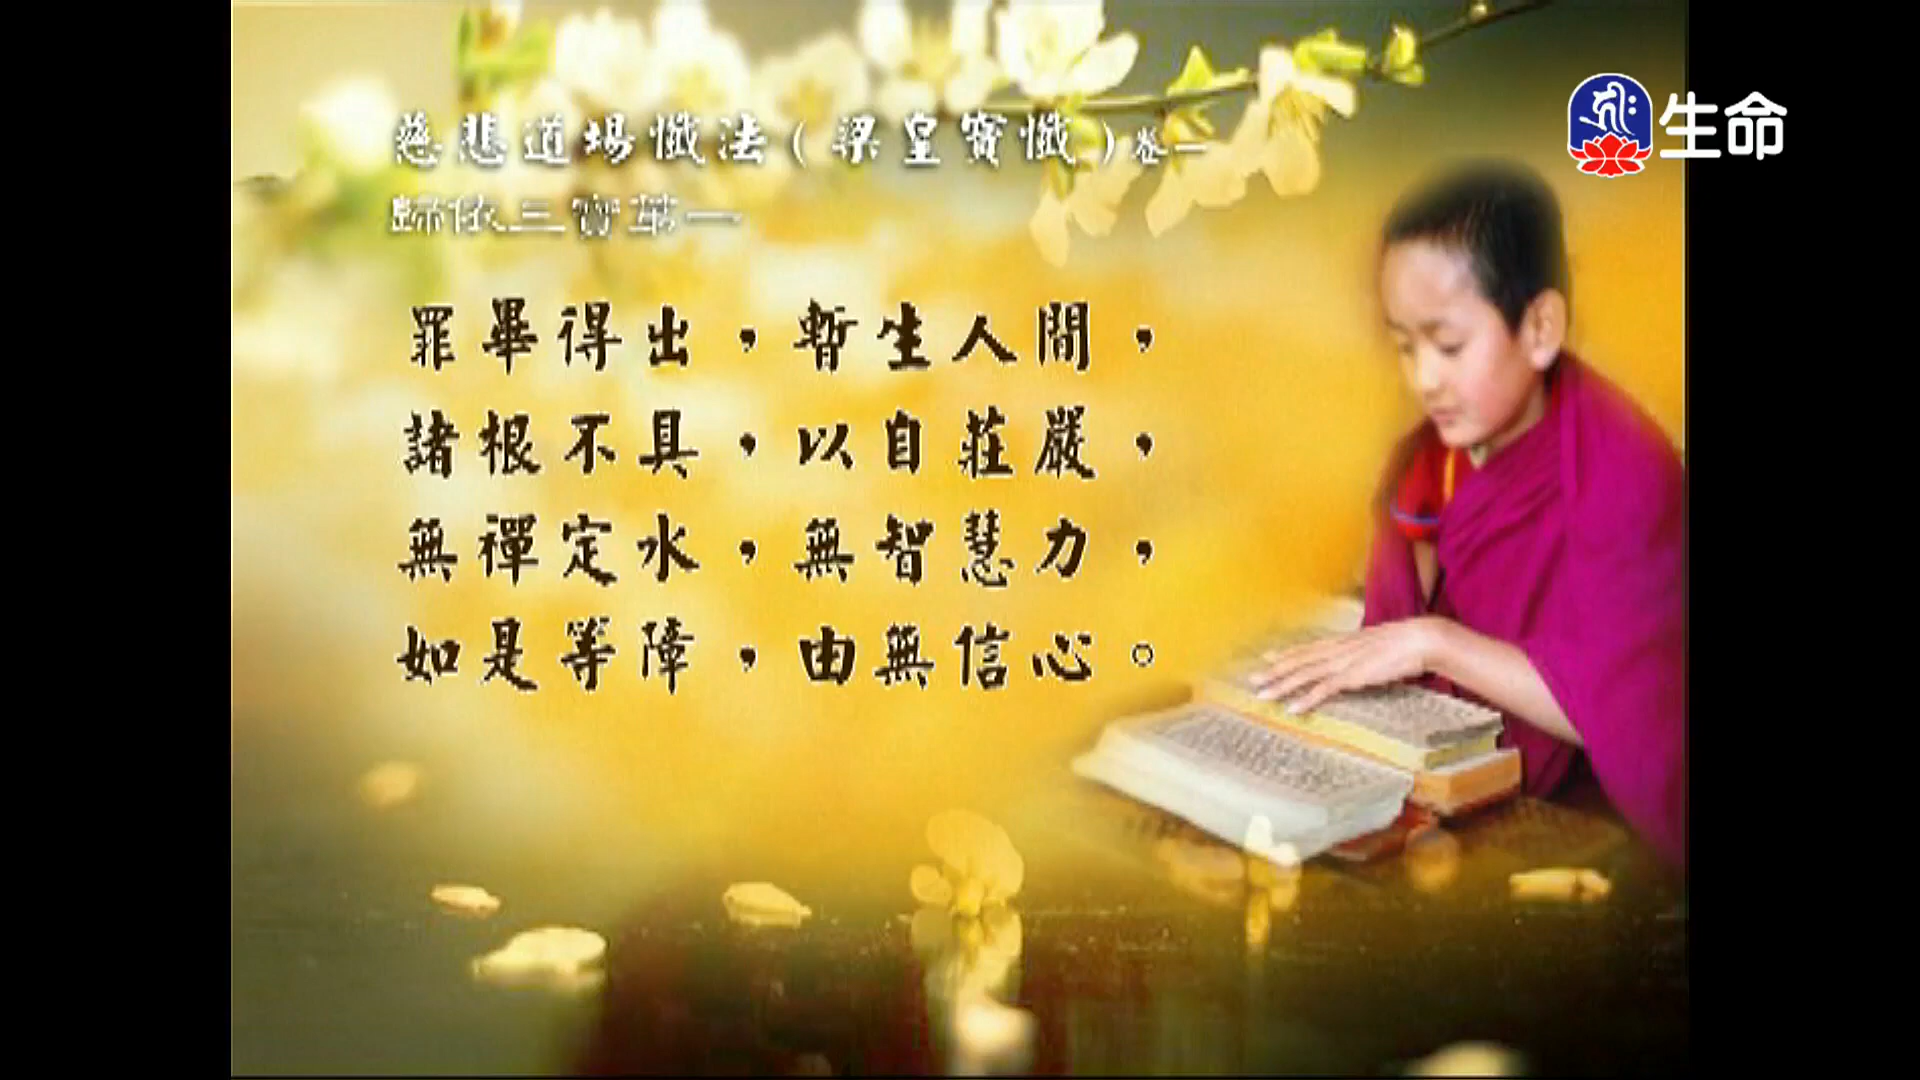 慈悲道場懺法(梁皇寶懺)卷一
歸依三寶第一
罪畢得出，暫生人間，
諸根不具，以自莊嚴，
無禪定水，無智慧力，
如是等障，由無信心。
生命